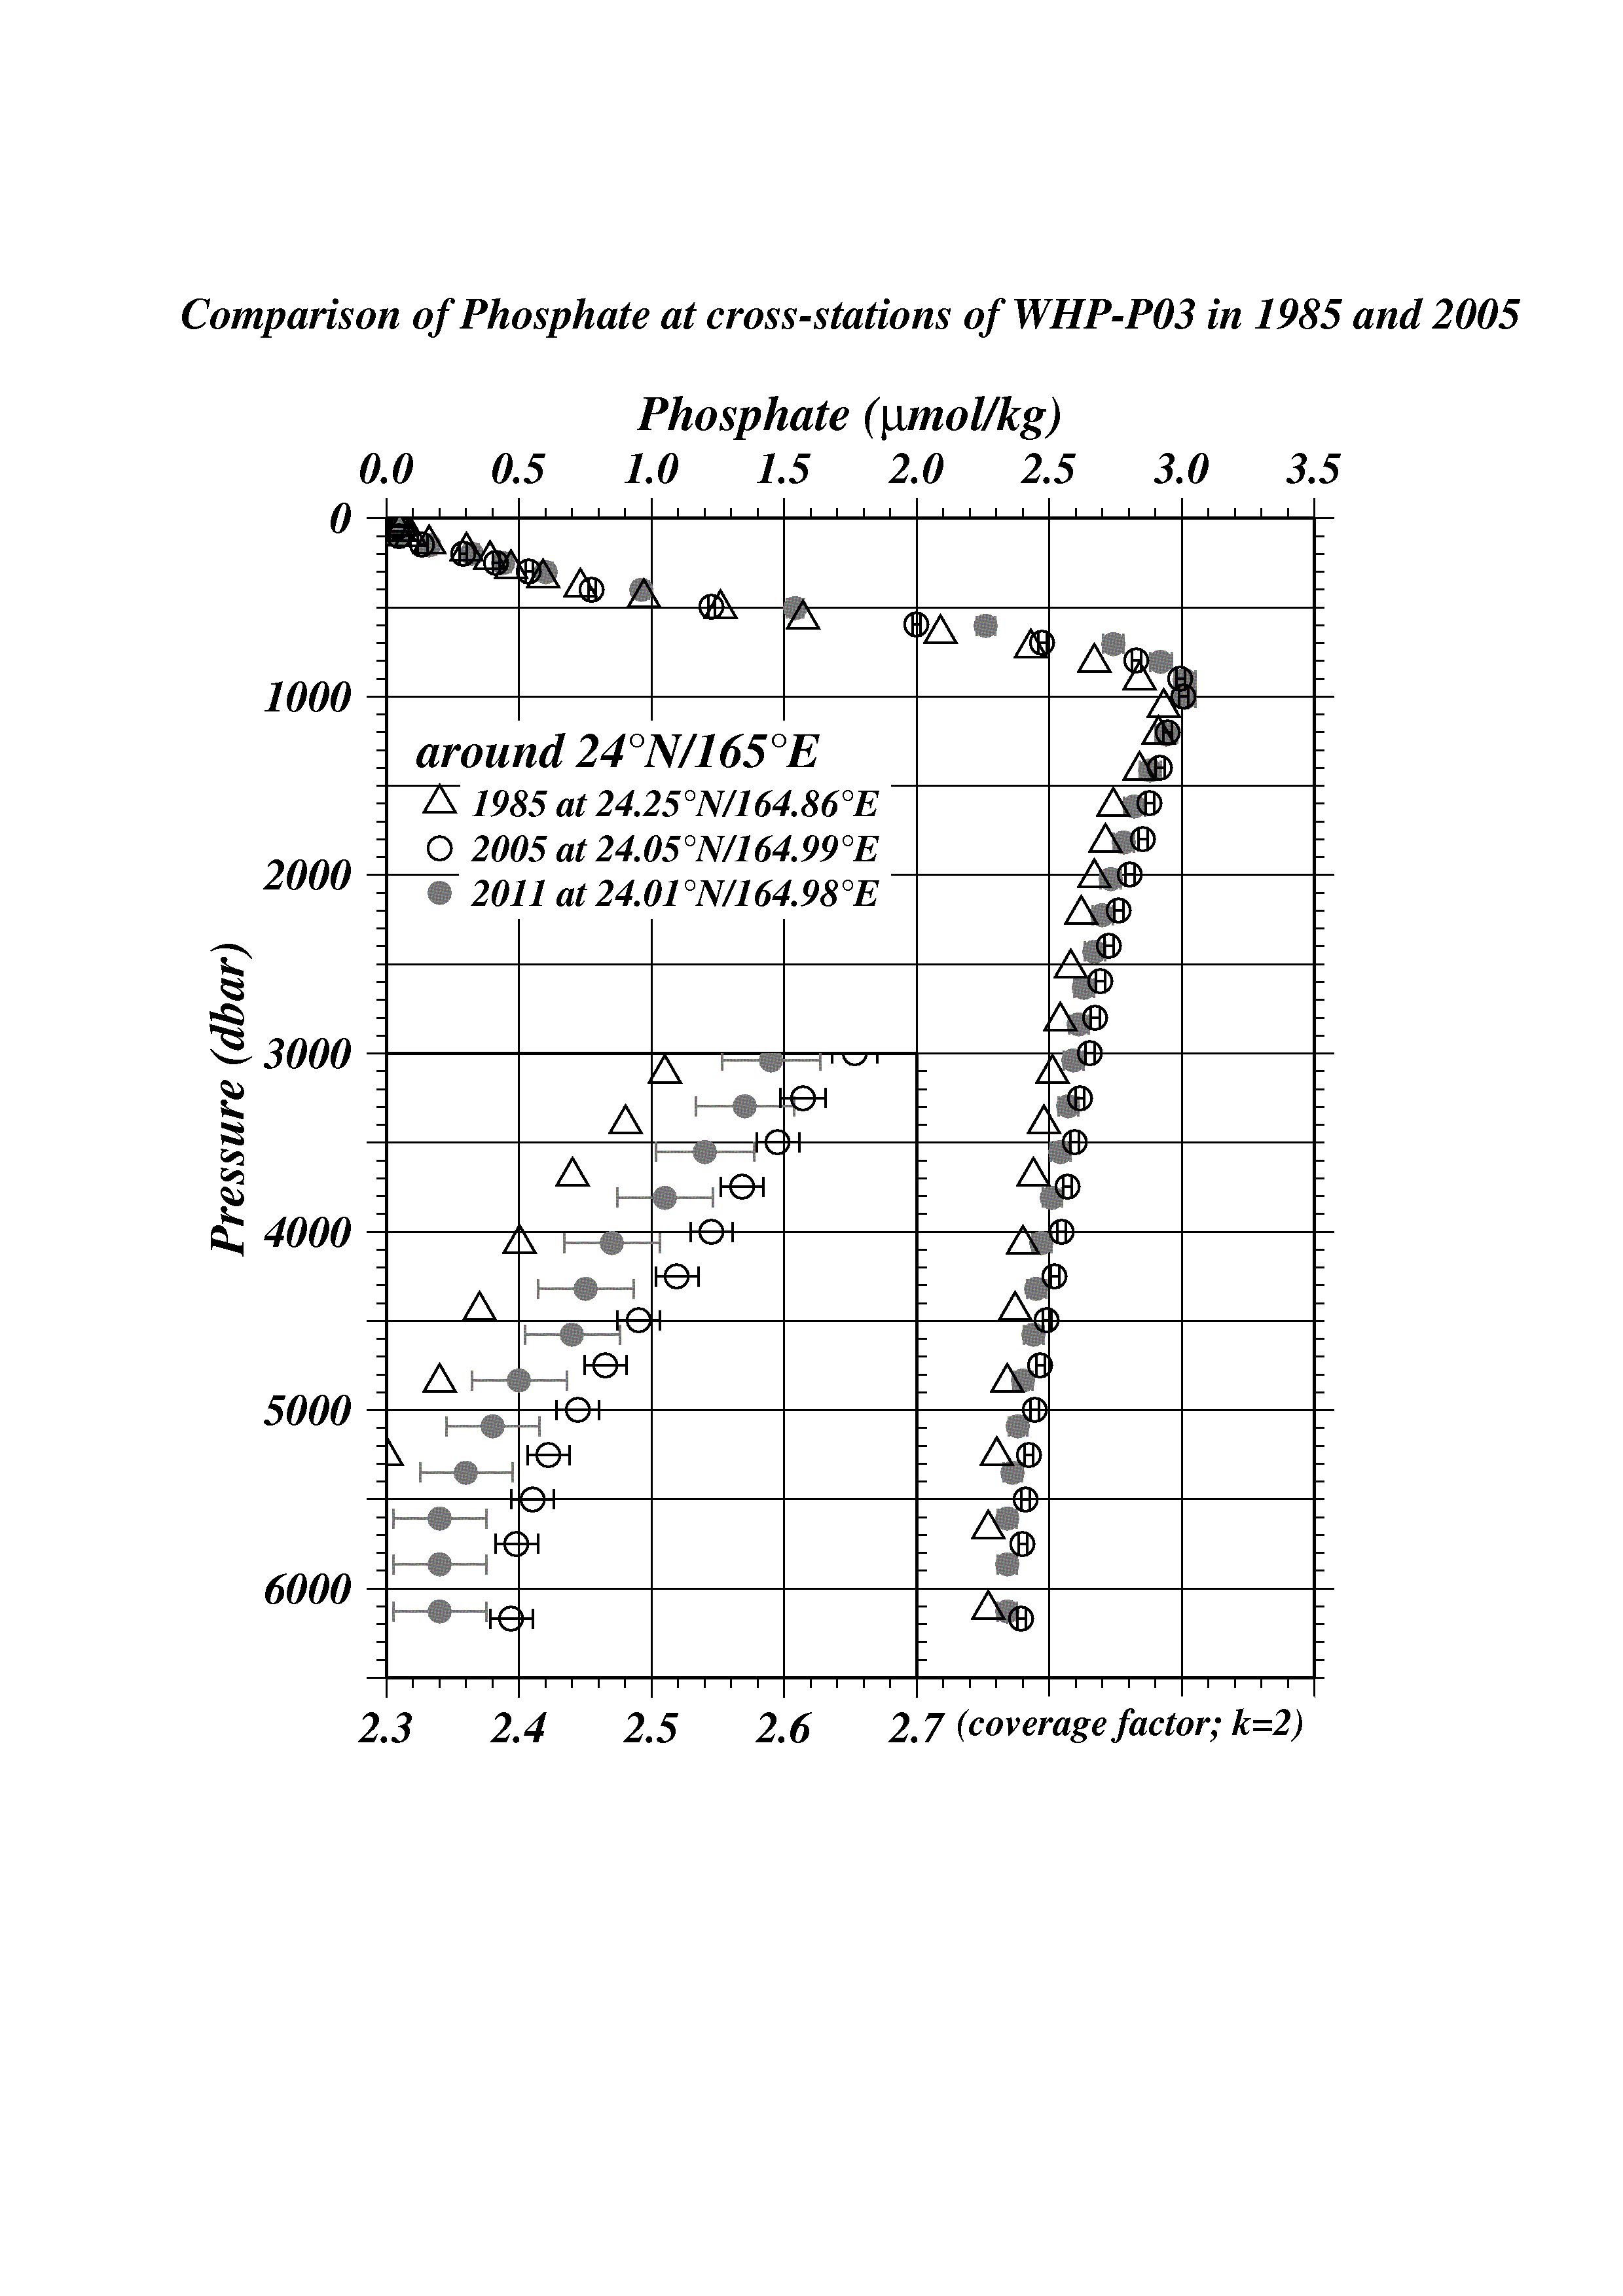 Comparison of Phosphate at cross-stations of WHP-P03 in 1985 and 2005
Phosphate (μmol/kg)
0.0 0.5 1.0 1.5 2.0 2.5 3.0 3.5
0
1000
around 24°N/165°E
1985 at 24.25°N/164.86°E
2005 at 24.05°N/164.99°E
2000
2011 at 24.01°N/164.98°E
Pressure (dbar)
3000
4000
5000
6000
2.3 2.4 2.5 2.6 2.7 (coverage factor; k=2)